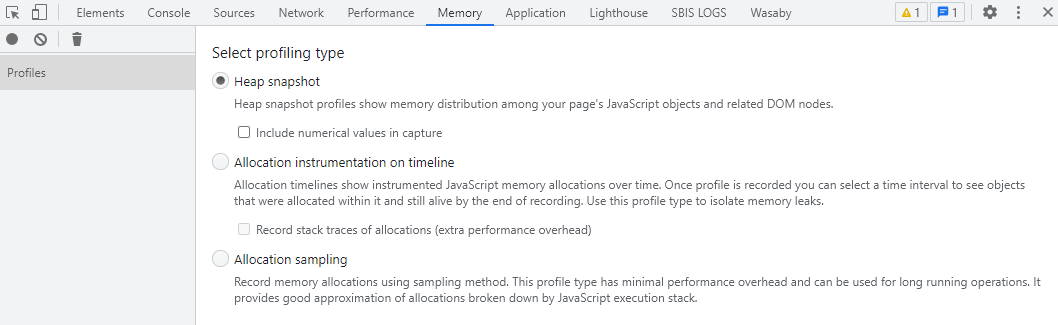 Elements Console Sources Network Performance Memory Application Lighthouse SBIS LOGS Wasaby 1 1
Profiles
Select profiling type
Heap snapshot
Heap snapshot profiles show memory distribution among your page's JavaScript objects and related DOM nodes.
Include numerical values in capture
Allocation instrumentation on timeline
Allocation timelines show instrumented JavaScript memory allocations over time. Once profile is recorded you can select a time interval to see objects
that were allocated within it and still alive by the end of recording. Use this profile type to isolate memory leaks.
Record stack traces of allocations (extra performance overhead)
Allocation sampling
Record memory allocations using sampling method. This profile type has minimal performance overhead and can be used for long running operations. It
provides good approximation of allocations broken down by JavaScript execution stack.